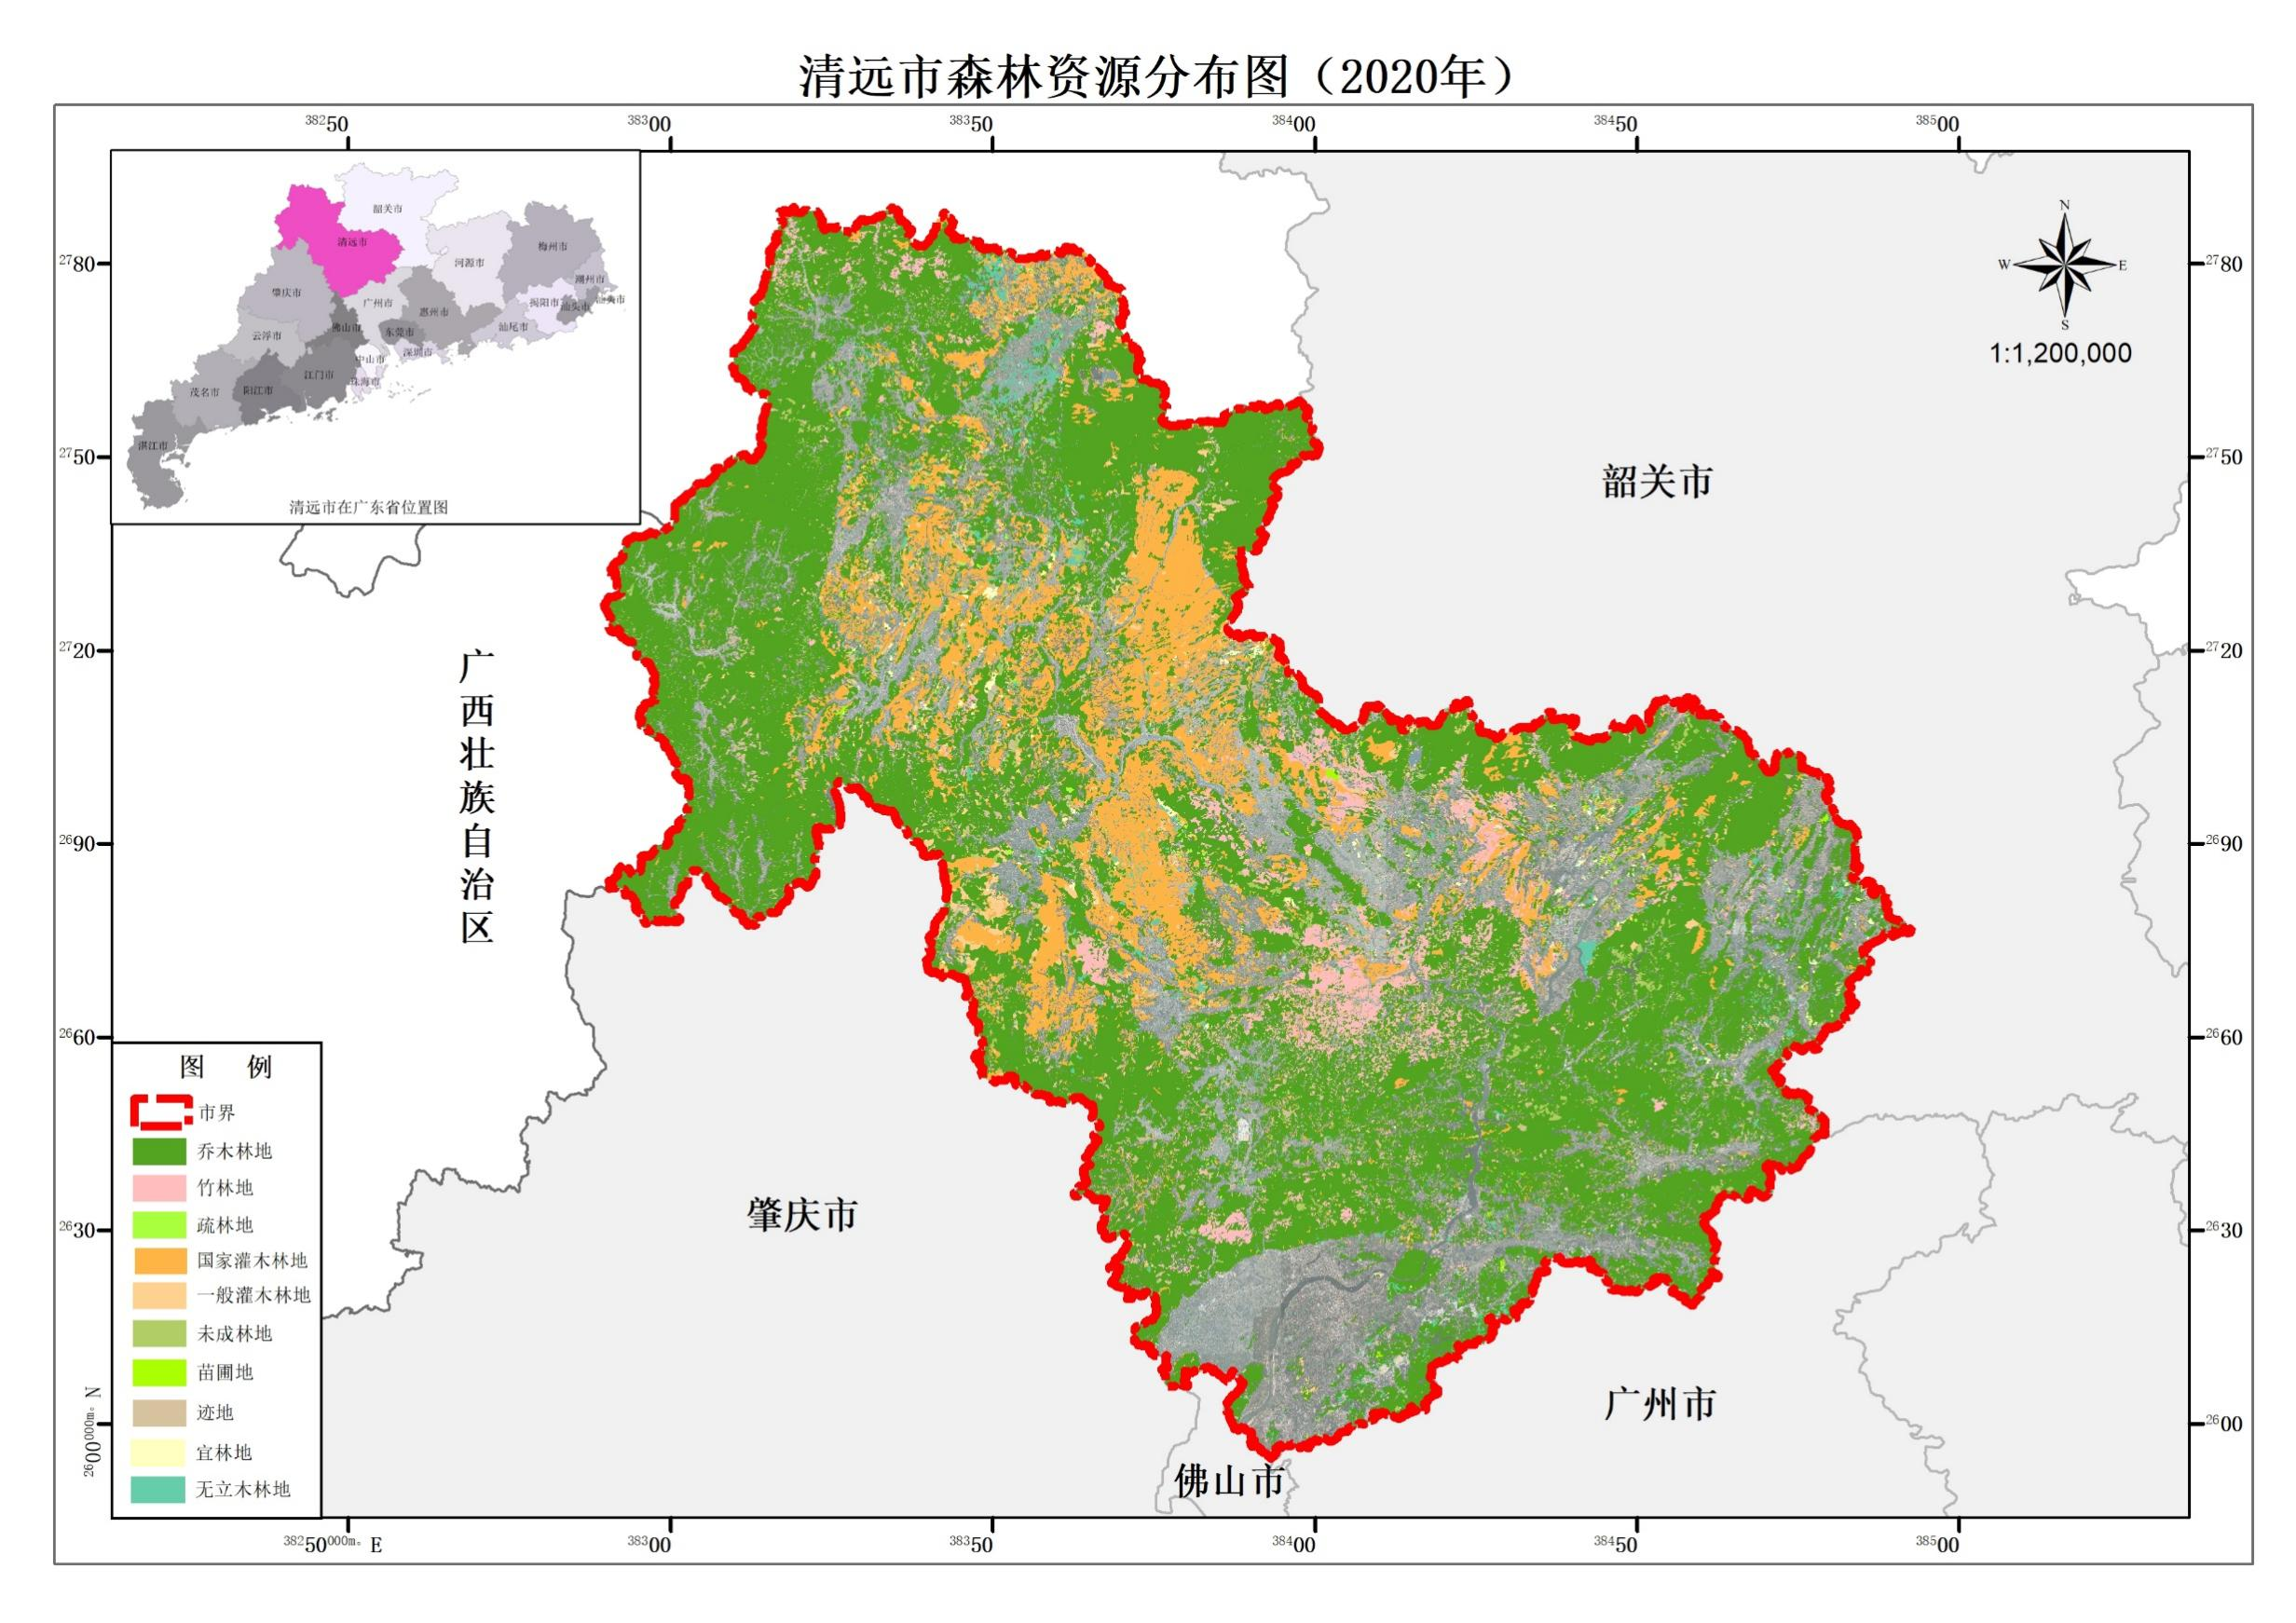 清远市森林资源分布图（2020年）
38250
38300
38350
38400
38450
38500
韶关市
清远市
河源市
梅州市
潮州市
揭阳市
汕头市
汕尾市
肇庆市
广州市
惠州市
佛山市
东莞市
云浮市
中山市
深圳市
珠海市
江门市
阳江市
茂名市
湛江市
清远市在广东省位置图
N
W
E
S
1:1,200,000
2780
2780
2750
2750
2720
2720
2690
2690
2660
2660
2630
2630
2600000m。N
2600
韶关市
广西壮族自治区
肇庆市
广州市
佛山市
图 例
市界
乔木林地
竹林地
疏林地
国家灌木林地
一般灌木林地
未成林地
苗圃地
迹地
宜林地
无立木林地
38250000m。E
38300
38350
38400
38450
38500